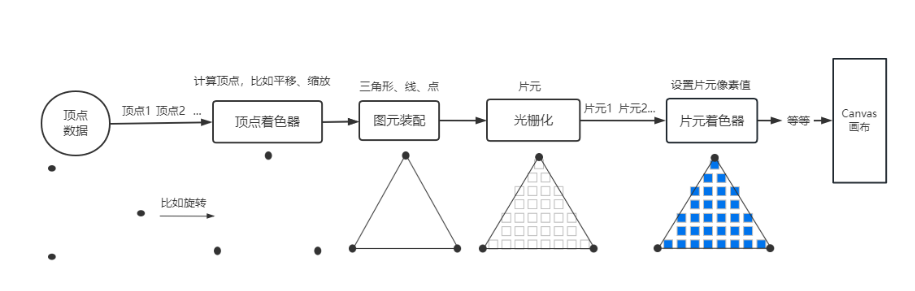 计算顶点，比如平移、缩放
三角形、线、点
片元
设置片元像素值
顶点
数据
顶点1 顶点2 ...
顶点着色器
图元装配
光栅化
片元1 片元2...
片元着色器
等等
Canvas
画布
比如旋转